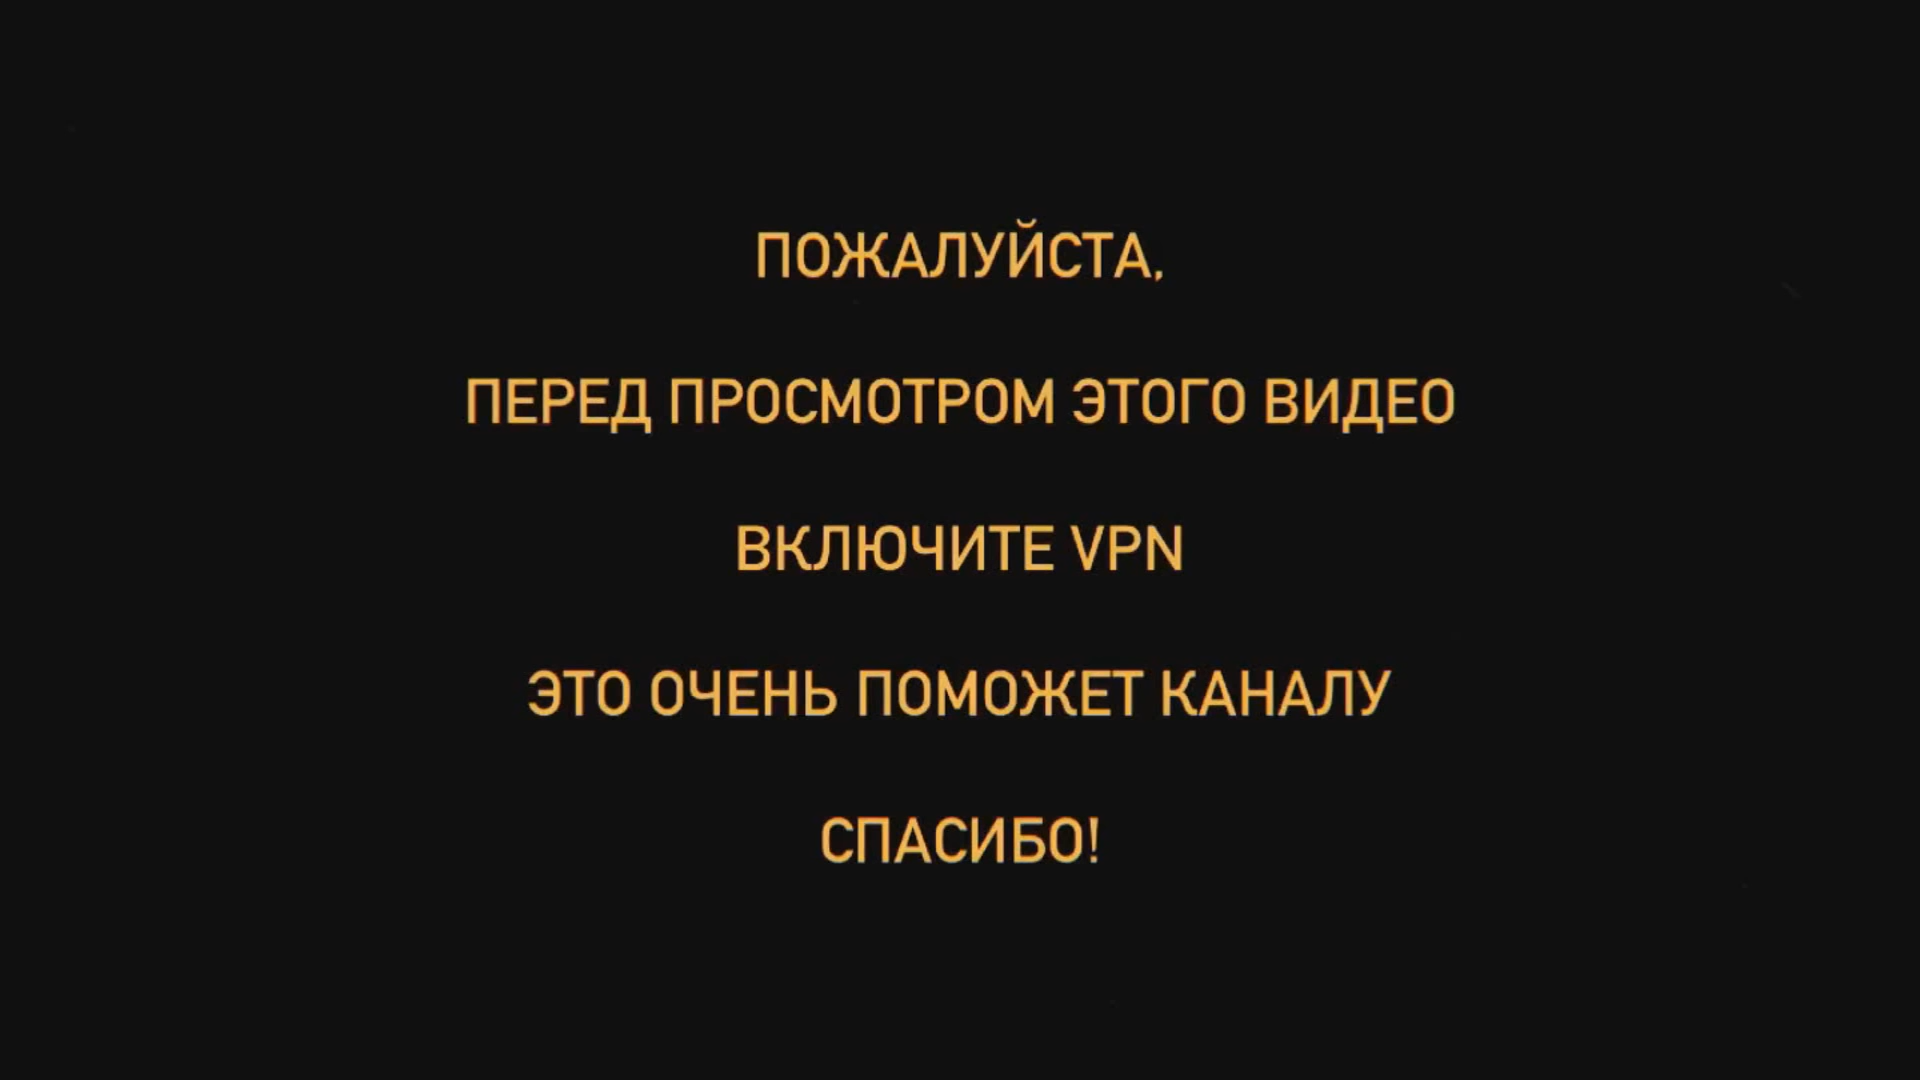 ПОЖАЛУЙСТА,
ПЕРЕД ПРОСМОТРОМ ЭТОГО ВИДЕО
ВКЛЮЧИТЕ VPN
ЭТО ОЧЕНЬ ПОМОЖЕТ КАНАЛУ
СПАСИБО!